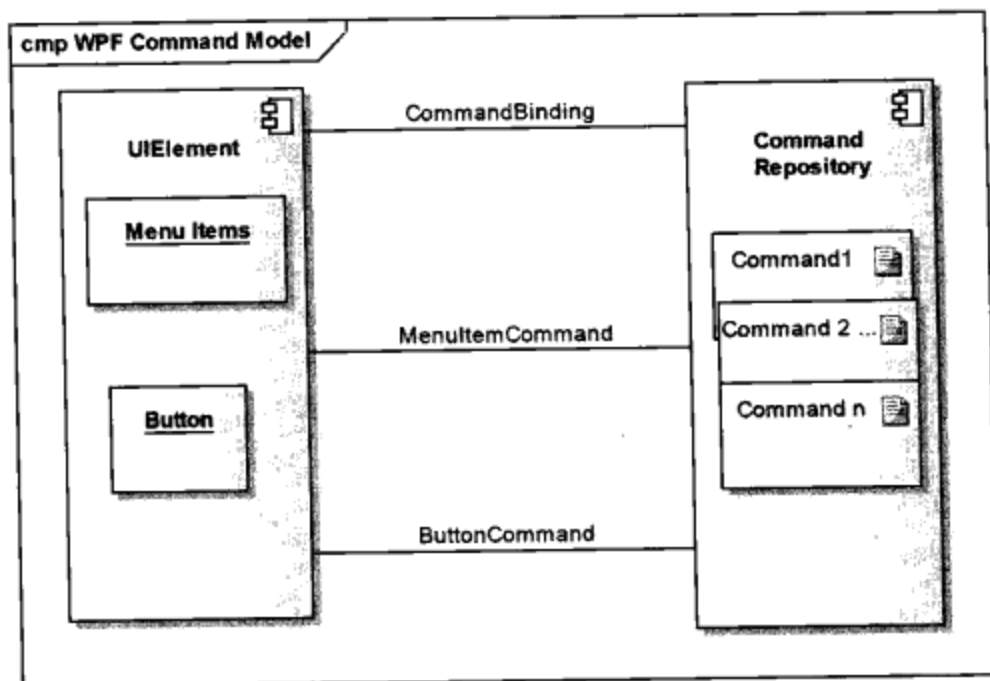 cmp WPF Command Model
UIElement
Menu Items
Button
CommandBinding
MenuItemCommand
ButtonCommand
Command
Repository
Command1
Command 2 ...
Command n